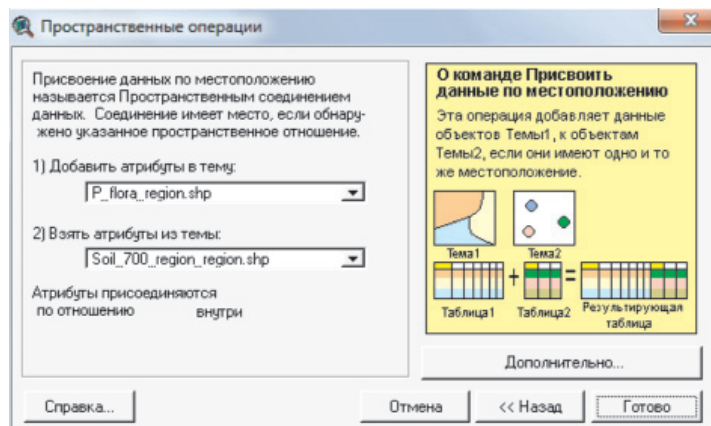 Пространственные операции
Присвоение данных по местоположению
называется Пространственным соединением
данных. Соединение имеет место, если обнару-
жено указанное пространственное отношение.
1) Добавить атрибуты в тему:
P_flora_region.shp
2) Взять атрибуты из темы:
Soil_700_region_region.shp
Атрибуты присоединяются
по отношению внутри
О команде Присвоить
данные по местоположению
Эта операция добавляет данные
объектов Темы1, к объектам
Темы2, если они имеют одно и то
же местоположение.
Тема1 Тема2
+ =
Таблица1 Таблица2 Результирующая
таблица
Дополнительно...
Справка... Отмена << Назад Готово